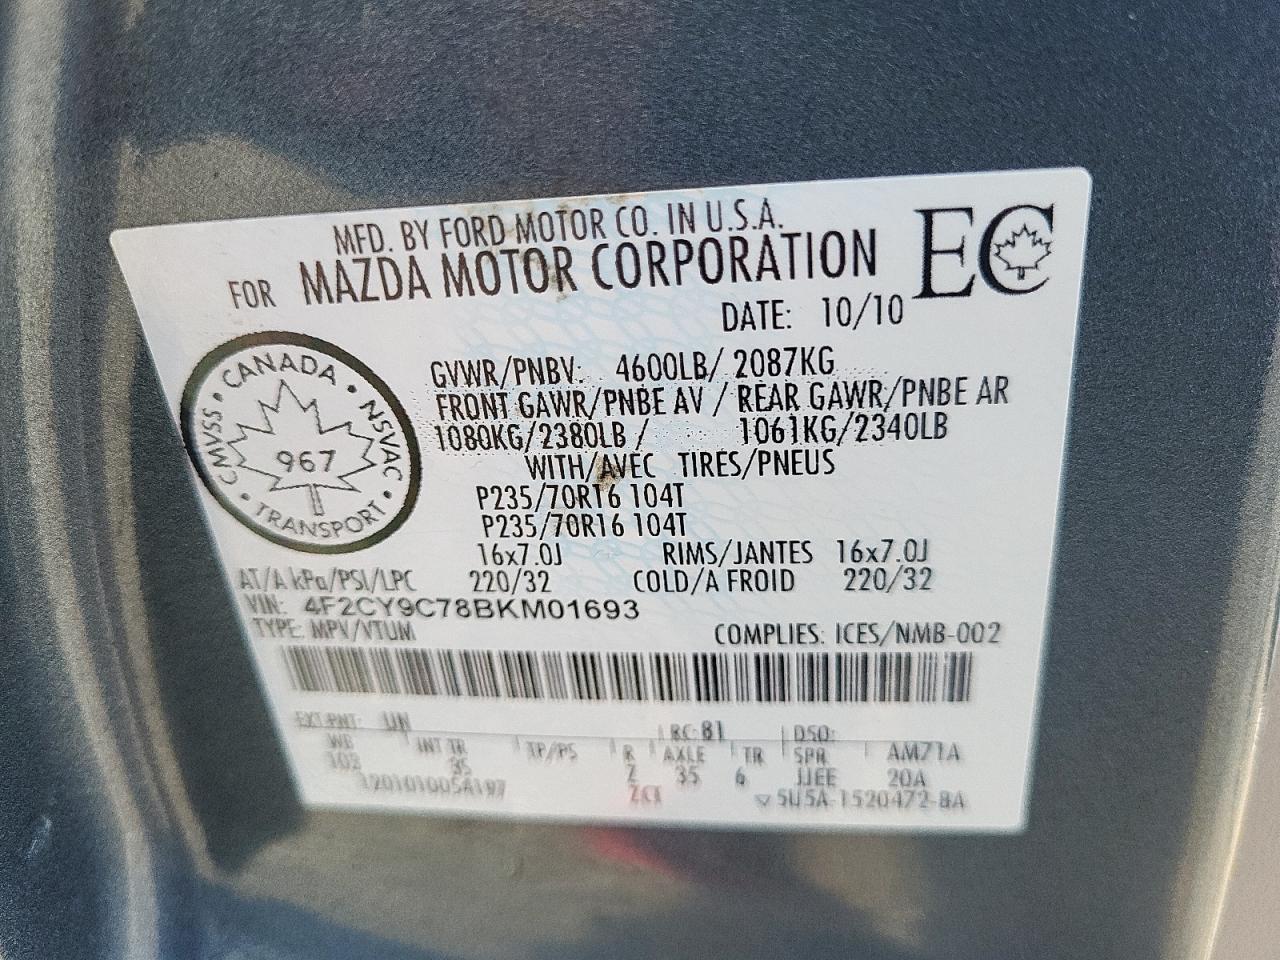 MFD. BY FORD MOTOR CO. IN U.S.A.
FOR MAZDA MOTOR CORPORATION
EC
DATE: 10/10
CANADA • NSVAC • TRANSPORT • CMVSS •
967
GVWR/PNBV: 4600LB/ 2087KG
FRONT GAWR/PNBE AV / REAR GAWR/PNBE AR
1080KG/2380LB / 1061KG/2340LB
WITH/AVEC TIRES/PNEUS
P235/70R16 104T
P235/70R16 104T
16x7.0J RIMS/JANTES 16x7.0J
AT/A kPa/PSI/LPC 220/32 COLD/A FROID 220/32
VIN: 4F2CY9C78BKM01693
TYPE: MPV/VTUM COMPLIES: ICES/NMB-002
EXT PNT: UN RC: 81 DSO:
WB INT TR TP/PS R AXLE TR SPR AM71A
102 35 2 35 6 JJEE 20A
5U5A-1520472-BA